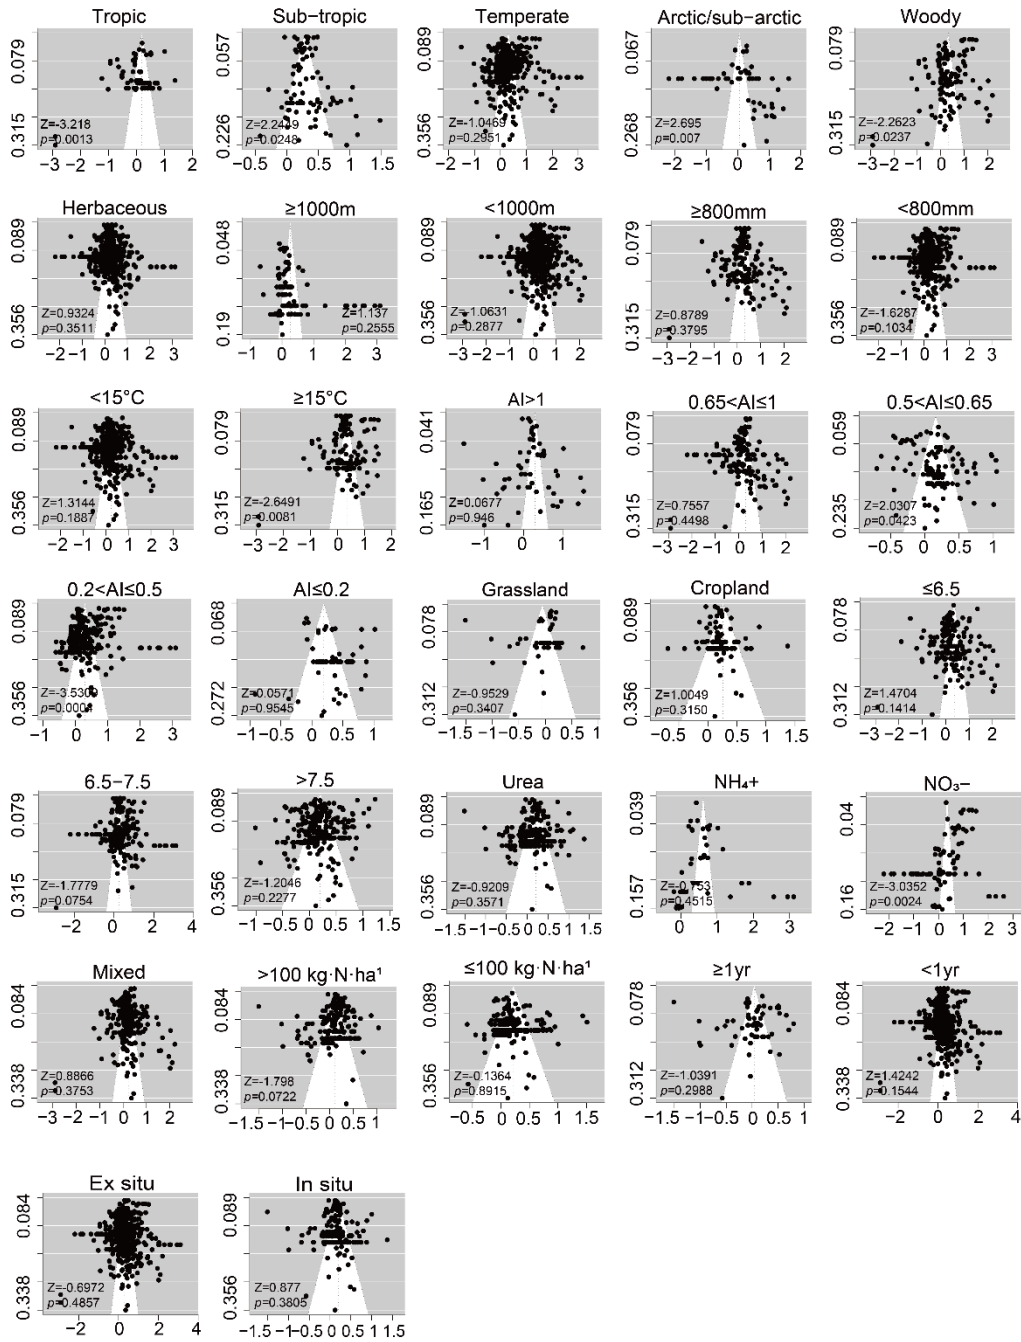 Tropic
0.079
0.315
Z=-3.218
p=0.0013
−3 −2 −1 0 1 2
Sub−tropic
0.057
0.226
p=0.0248
−0.5 0 0.5 1 1.5
Temperate
0.089
0.356
Z=-1.0469
p=0.2951
−2 −1 0 1 2 3
Arctic/sub−arctic
0.067
0.268
Z=2.695
p=0.007
−2 −1 0 1 2
Woody
0.079
0.315
Z=-2.2623
p=0.0237
−3 −2 −1 0 1 2
Herbaceous
0.089
0.356
Z=0.9324
p=0.3511
−2 −1 0 1 2 3
≥1000m
0.048
0.19
Z=1.137
p=0.2555
−1 0 1 2 3
<1000m
0.089
0.356
Z=-1.0631
p=0.2877
−3 −2 −1 0 1 2
≥800mm
0.079
0.315
Z=0.8789
p=0.3795
−3 −2 −1 0 1 2
<800mm
0.089
0.356
Z=-1.6287
p=0.1034
−2 −1 0 1 2 3
<15°C
0.089
0.356
Z=1.3144
p=0.1887
−2 −1 0 1 2 3
≥15°C
0.079
0.315
Z=-2.6491
p=0.0081
−3 −2 −1 0 1 2
AI>1
0.041
0.165
Z=0.0677
p=0.946
−1 0 1
0.65<AI≤1
0.079
0.315
Z=0.7557
p=0.4498
−3 −2 −1 0 1 2
0.5<AI≤0.65
0.059
0.235
Z=2.0307
p=0.0423
−0.5 0 0.5 1
0.2<AI≤0.5
0.089
0.356
−1 0 1 2 3
AI≤0.2
0.068
0.272
Z=-0.0571
p=0.9545
−1 −0.5 0 0.5 1
Grassland
0.078
0.312
Z=-0.9529
p=0.3407
−1.5 −1 −0.5 0 0.5 1
Cropland
0.089
0.356
Z=1.0049
p=0.3150
−0.5 0 0.5 1 1.5
≤6.5
0.078
0.312
Z=1.4704
p=0.1414
−3 −2 −1 0 1 2
6.5−7.5
0.079
0.315
Z=-1.7779
p=0.0754
−2 0 2 4
>7.5
0.089
0.356
Z=-1.2046
p=0.2277
−1 −0.5 0 0.5 1 1.5
Urea
0.089
0.356
Z=-0.9209
p=0.3571
−1.5 −1 −0.5 0 0.5 1 1.5
NH₄+
0.039
0.157
Z=-0.753
p=0.4515
0 1 2 3
NO₃−
0.04
0.16
Z=-3.0352
p=0.0024
−2 −1 0 1 2 3
Mixed
0.084
0.338
Z=0.8866
p=0.3753
−3 −2 −1 0 1 2
>100 kg·N·ha¹
0.084
0.338
Z=-1.798
p=0.0722
−1.5 −1 −0.5 0 0.5 1
≤100 kg·N·ha¹
0.089
0.356
Z=-0.1364
p=0.8915
−0.5 0 0.5 1 1.5
≥1yr
0.078
0.312
Z=-1.0391
p=0.2988
−1.5 −1 −0.5 0 0.5 1
<1yr
0.084
0.338
Z=1.4242
p=0.1544
−2 0 2 4
Ex situ
0.084
0.338
Z=-0.6972
p=0.4857
−2 0 2 4
In situ
0.089
0.356
Z=0.877
p=0.3805
−1.5 −1 −0.5 0 0.5 1 1.5